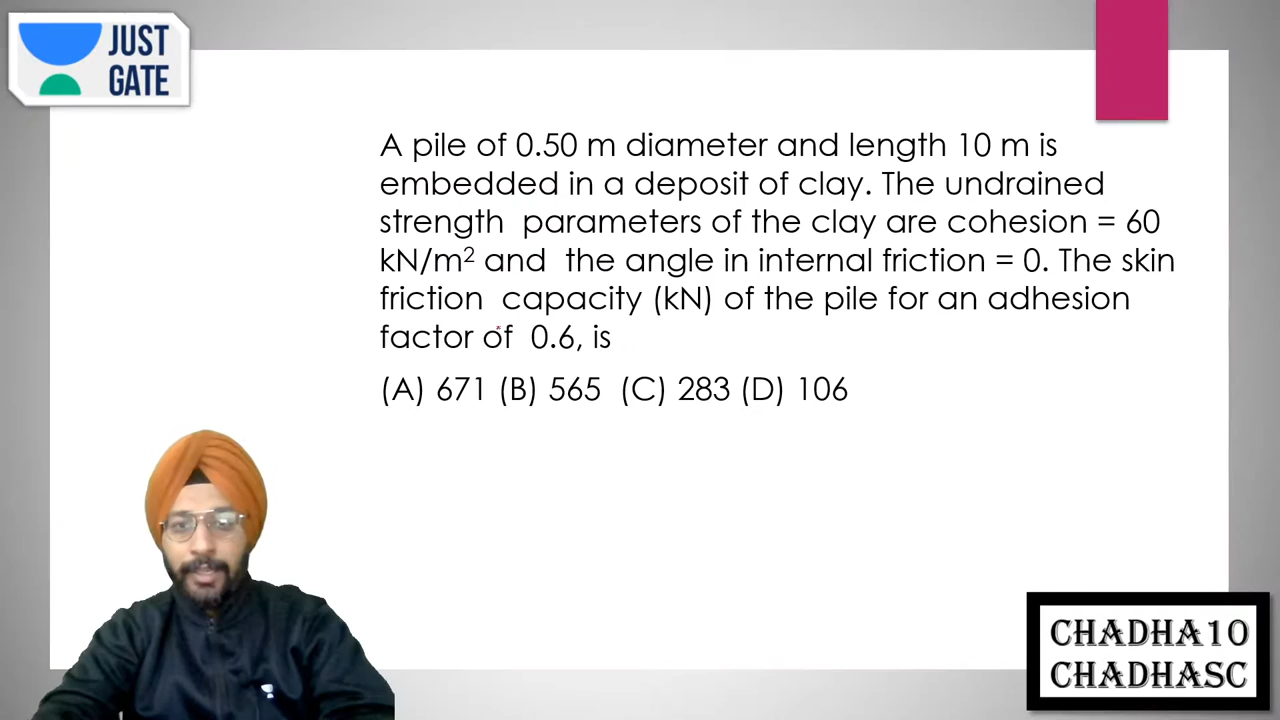 JUST
GATE
A pile of 0.50 m diameter and length 10 m is
embedded in a deposit of clay. The undrained
strength parameters of the clay are cohesion = 60
kN/m² and the angle in internal friction = 0. The skin
friction capacity (kN) of the pile for an adhesion
factor of 0.6, is
(A) 671 (B) 565 (C) 283 (D) 106
CHADHA10
CHADHASC